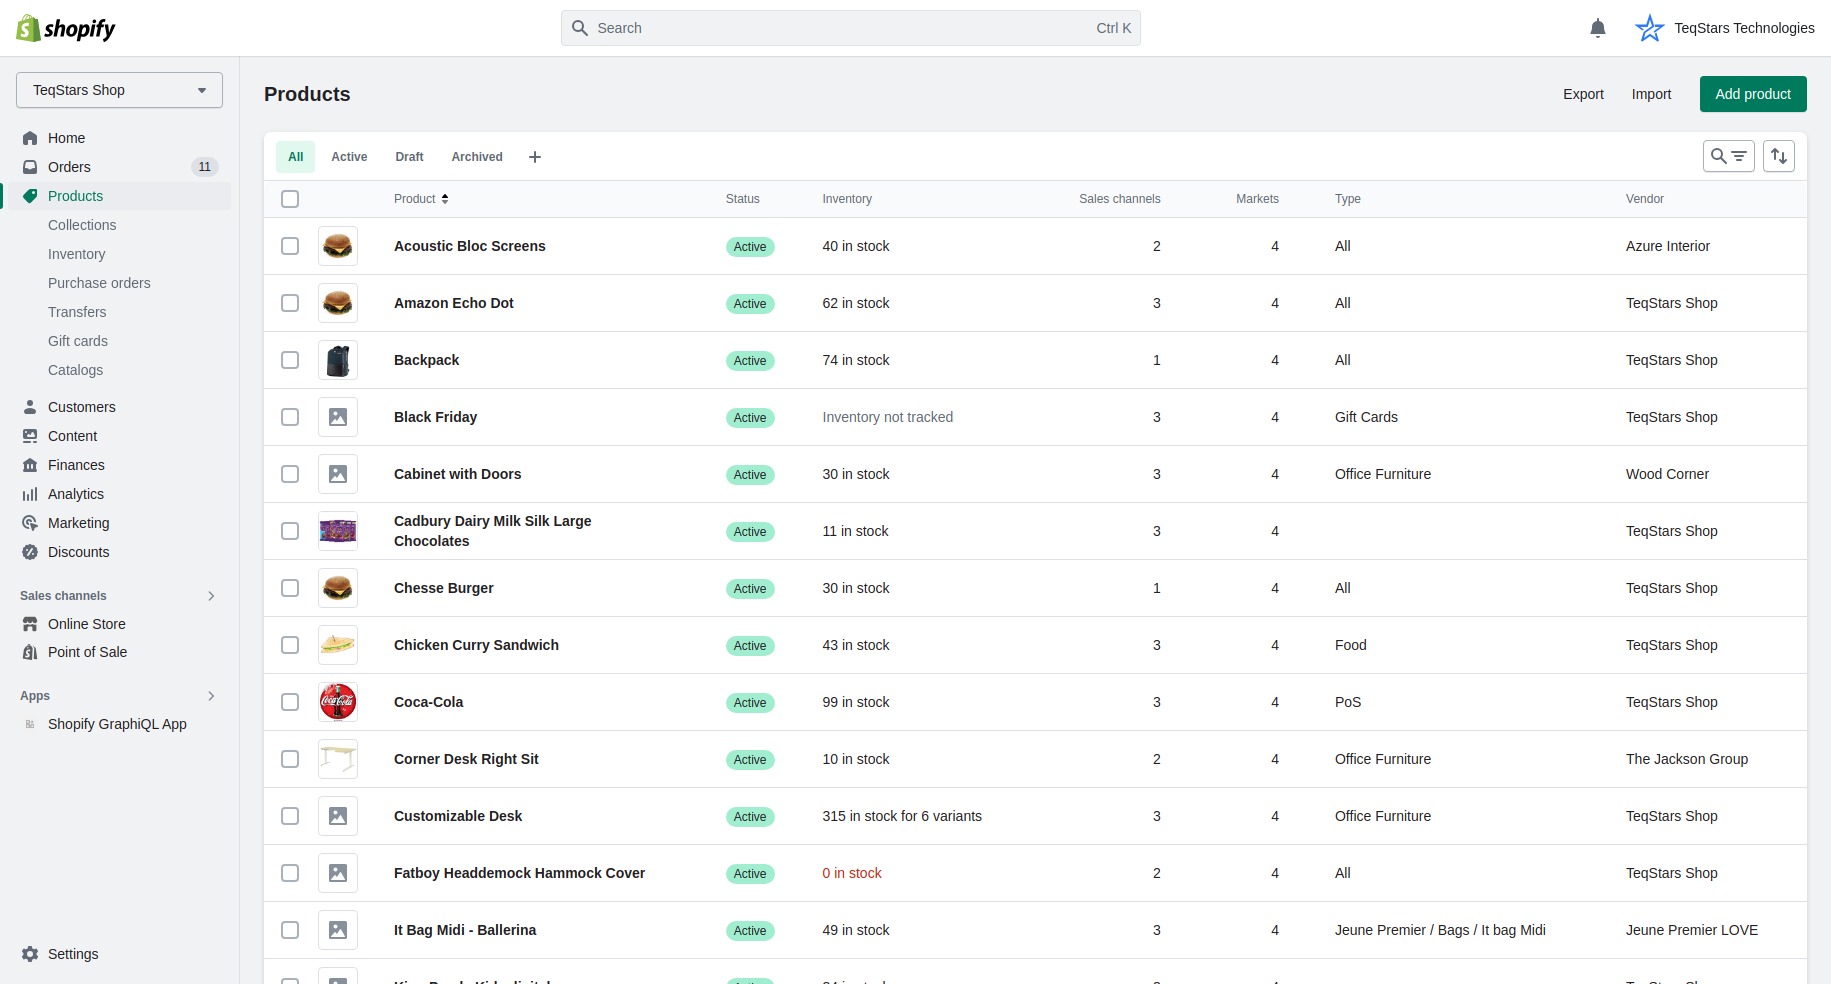 shopify
Search
Ctrl K
TeqStars Technologies
TeqStars Shop
Home
Orders 11
Products
Collections
Inventory
Purchase orders
Transfers
Gift cards
Catalogs
Customers
Content
Finances
Analytics
Marketing
Discounts
Sales channels
Online Store
Point of Sale
Apps
Shopify GraphiQL App
Settings
Products
Export
Import
Add product
All Active Draft Archived
Product Status Inventory Sales channels Markets Type Vendor
Acoustic Bloc Screens Active 40 in stock 2 4 All Azure Interior
Amazon Echo Dot Active 62 in stock 3 4 All TeqStars Shop
Backpack Active 74 in stock 1 4 All TeqStars Shop
Black Friday Active Inventory not tracked 3 4 Gift Cards TeqStars Shop
Cabinet with Doors Active 30 in stock 3 4 Office Furniture Wood Corner
Cadbury Dairy Milk Silk Large
Chocolates Active 11 in stock 3 4 TeqStars Shop
Chesse Burger Active 30 in stock 1 4 All TeqStars Shop
Chicken Curry Sandwich Active 43 in stock 3 4 Food TeqStars Shop
Coca-Cola
Coca-Cola Active 99 in stock 3 4 PoS TeqStars Shop
Corner Desk Right Sit Active 10 in stock 2 4 Office Furniture The Jackson Group
Customizable Desk Active 315 in stock for 6 variants 3 4 Office Furniture TeqStars Shop
Fatboy Headdemock Hammock Cover Active 0 in stock 2 4 All TeqStars Shop
It Bag Midi - Ballerina Active 49 in stock 3 4 Jeune Premier / Bags / It bag Midi Jeune Premier LOVE